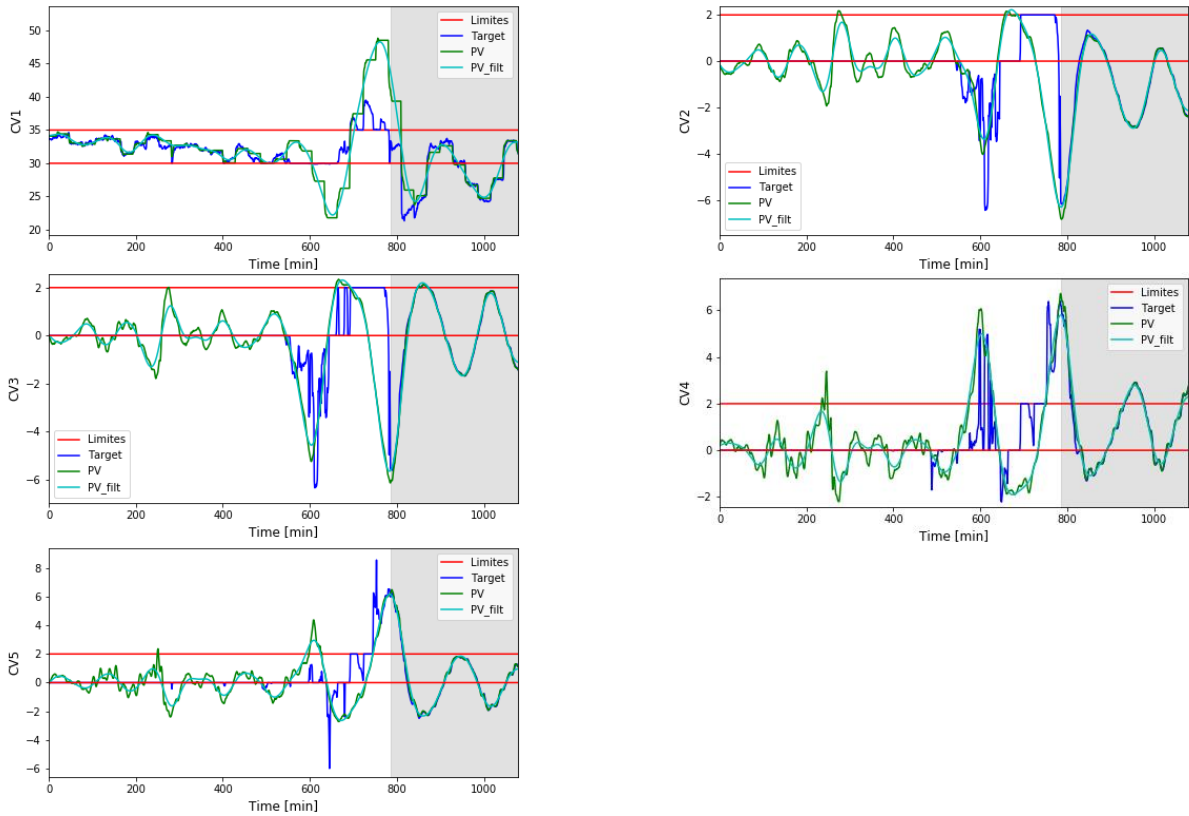 50
45
40
35
30
25
20
CV1
Limites
Target
PV
PV_filt
0 200 400 600 800 1000
Time [min]
2
0
−2
−4
−6
CV2
Limites
Target
PV
PV_filt
0 200 400 600 800 1000
Time [min]
2
0
−2
−4
−6
CV3
Limites
Target
PV
PV_filt
0 200 400 600 800 1000
Time [min]
6
4
2
0
−2
CV4
Limites
Target
PV
PV_filt
0 200 400 600 800 1000
Time [min]
8
6
4
2
0
−2
−4
−6
CV5
Limites
Target
PV
PV_filt
0 200 400 600 800 1000
Time [min]